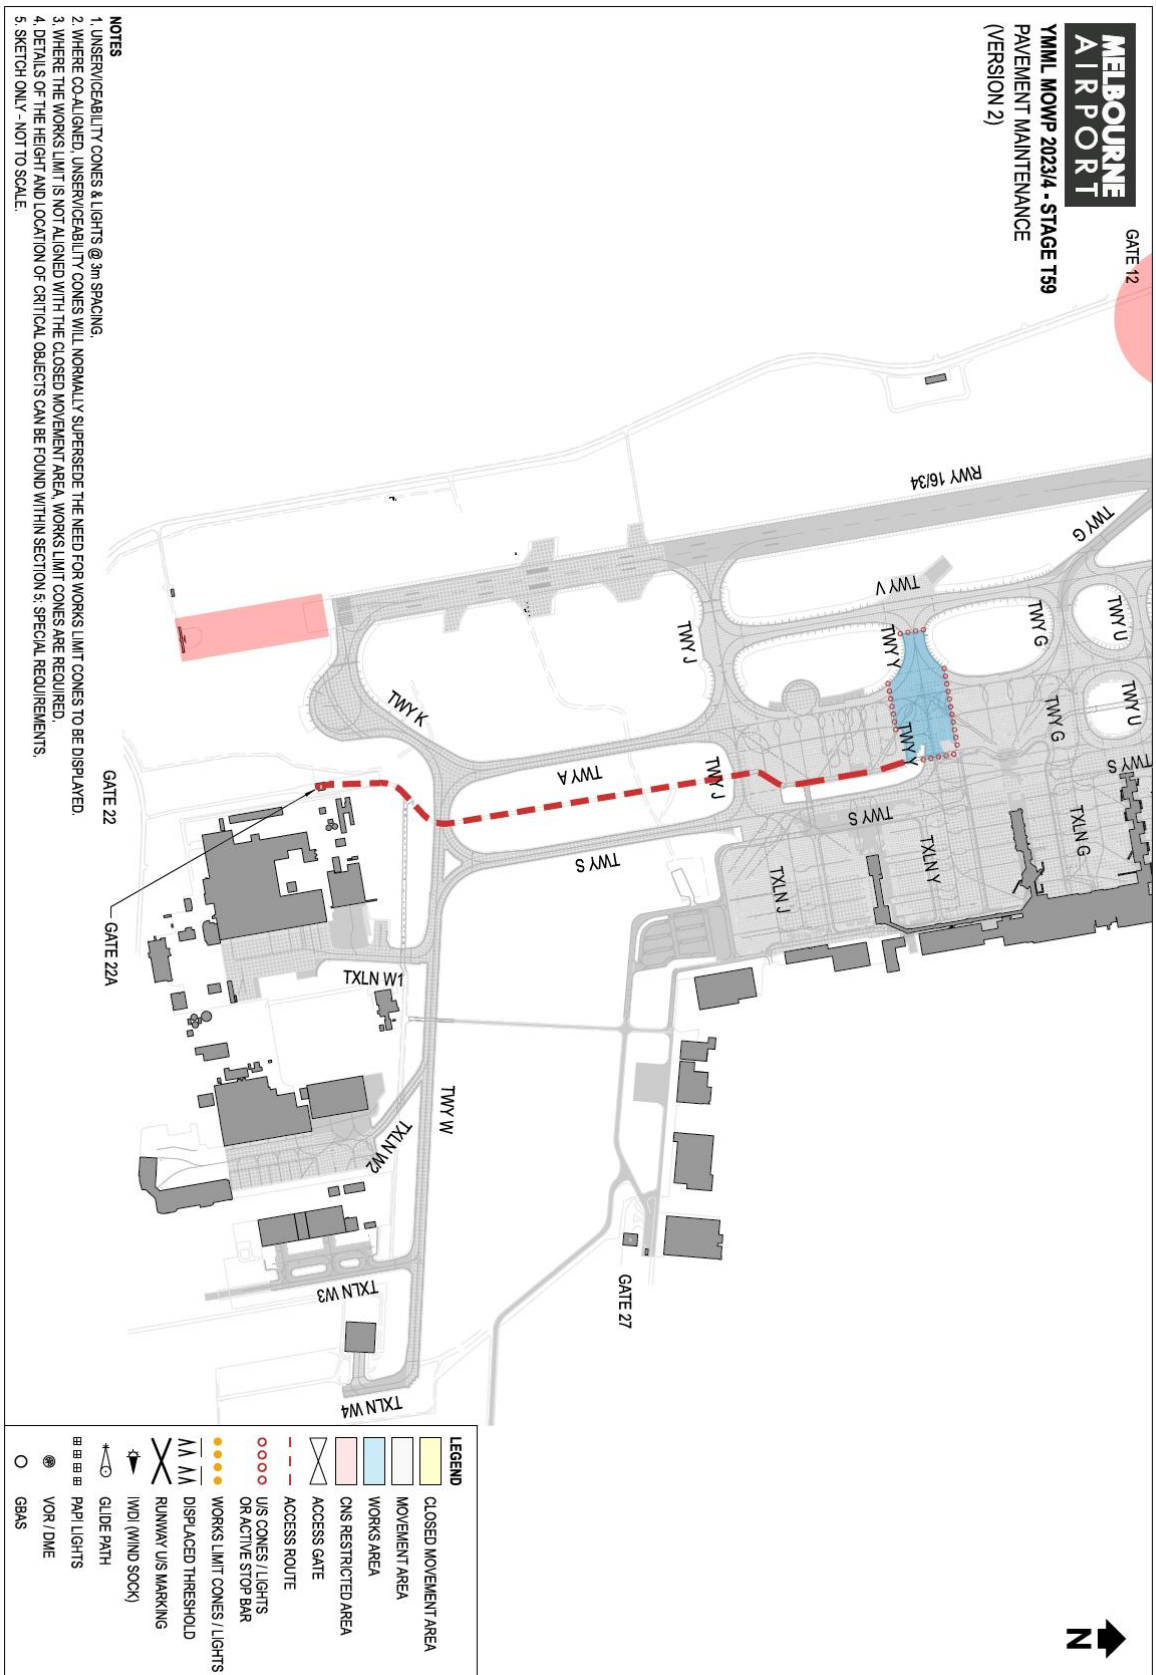 MELBOURNE
AIRPORT
YMML MOWP 2023/4 - STAGE T59
PAVEMENT MAINTENANCE
(VERSION 2)
GATE 12
RWY 16/34
TWY G
TWY V
TWY U
TWY G
TWY Y
TWY J
TWY U
TWY G
TWY K
TWY Y
TWY A
TWY J
TWY S
TWY S
TWY S
TXLN G
TXLN Y
TXLN J
GATE 22
GATE 22A
TXLN W1
TWY W
TXLN W2
TXLN W3
TXLN W4
GATE 27
NOTES
1. UNSERVICEABILITY CONES & LIGHTS @ 3m SPACING.
2. WHERE CO-ALIGNED, UNSERVICEABILITY CONES WILL NORMALLY SUPERSEDE THE NEED FOR WORKS LIMIT CONES TO BE DISPLAYED.
3. WHERE THE WORKS LIMIT IS NOT ALIGNED WITH THE CLOSED MOVEMENT AREA, WORKS LIMIT CONES ARE REQUIRED.
4. DETAILS OF THE HEIGHT AND LOCATION OF CRITICAL OBJECTS CAN BE FOUND WITHIN SECTION 5: SPECIAL REQUIREMENTS.
5. SKETCH ONLY - NOT TO SCALE.
LEGEND
CLOSED MOVEMENT AREA
MOVEMENT AREA
WORKS AREA
CNS RESTRICTED AREA
ACCESS GATE
ACCESS ROUTE
U/S CONES / LIGHTS
OR ACTIVE STOP BAR
WORKS LIMIT CONES / LIGHTS
DISPLACED THRESHOLD
RUNWAY U/S MARKING
IWDI (WIND SOCK)
GLIDE PATH
PAPI LIGHTS
VOR / DME
GBAS
N